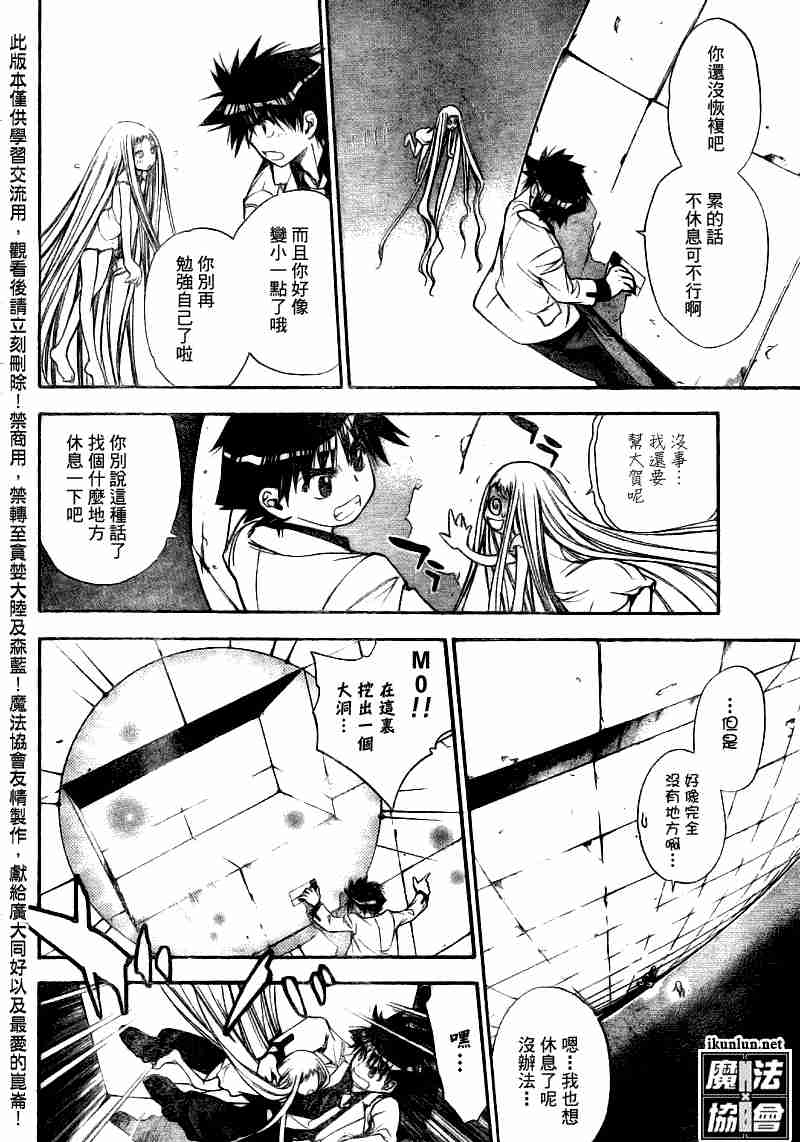 你還沒恢複吧
累的話
不休息可不行啊
而且你好像
變小一點了哦
你別再
勉強自己了啦
沒事…
我還要
幫大賀呢
你別說這種話了
找個什麼地方
休息一下吧
…但是
好像完全
沒有地方啊…
嗯…我也想
休息了呢
沒辦法…
MO!!
在這裏
挖出一個
大洞…
嘿…
此版本僅供學習交流用，觀看後請立刻刪除！禁商用，禁轉至貪婪大陸及森藍！魔法協會友情製作，獻給廣大同好以及最愛的崑崙！
ikunlun.net
魔法
協會